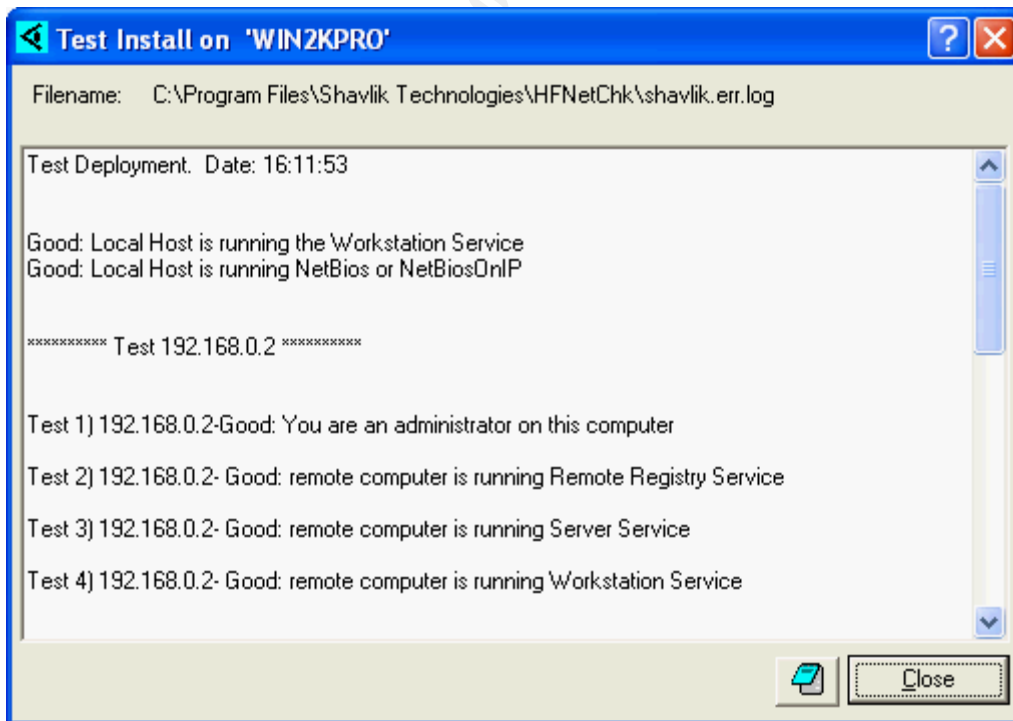 Test Install on 'WIN2KPRO'
Filename: C:\Program Files\Shavlik Technologies\HFNetChk\shavlik.err.log
Test Deployment. Date: 16:11:53
Good: Local Host is running the Workstation Service
Good: Local Host is running NetBios or NetBiosOnIP
********** Test 192.168.0.2 **********
Test 1) 192.168.0.2-Good: You are an administrator on this computer
Test 2) 192.168.0.2- Good: remote computer is running Remote Registry Service
Test 3) 192.168.0.2- Good: remote computer is running Server Service
Test 4) 192.168.0.2- Good: remote computer is running Workstation Service
Close